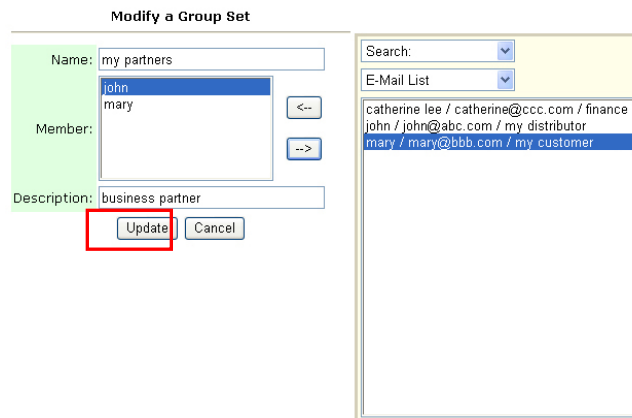 Modify a Group Set
Name: my partners
Member:
john
mary
<--
-->
Description: business partner
Update Cancel
Search:
E-Mail List
catherine lee / catherine@ccc.com / finance
john / john@abc.com / my distributor
mary / mary@bbb.com / my customer